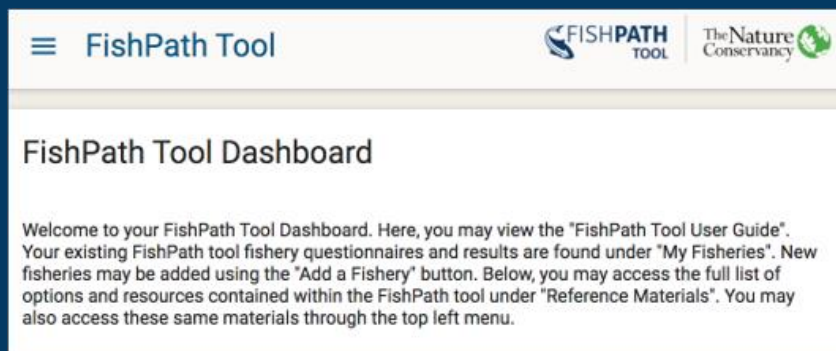 FishPath Tool
FISHPATH
TOOL
The Nature
Conservancy
FishPath Tool Dashboard
Welcome to your FishPath Tool Dashboard. Here, you may view the "FishPath Tool User Guide".
Your existing FishPath tool fishery questionnaires and results are found under "My Fisheries". New
fisheries may be added using the "Add a Fishery" button. Below, you may access the full list of
options and resources contained within the FishPath tool under "Reference Materials". You may
also access these same materials through the top left menu.